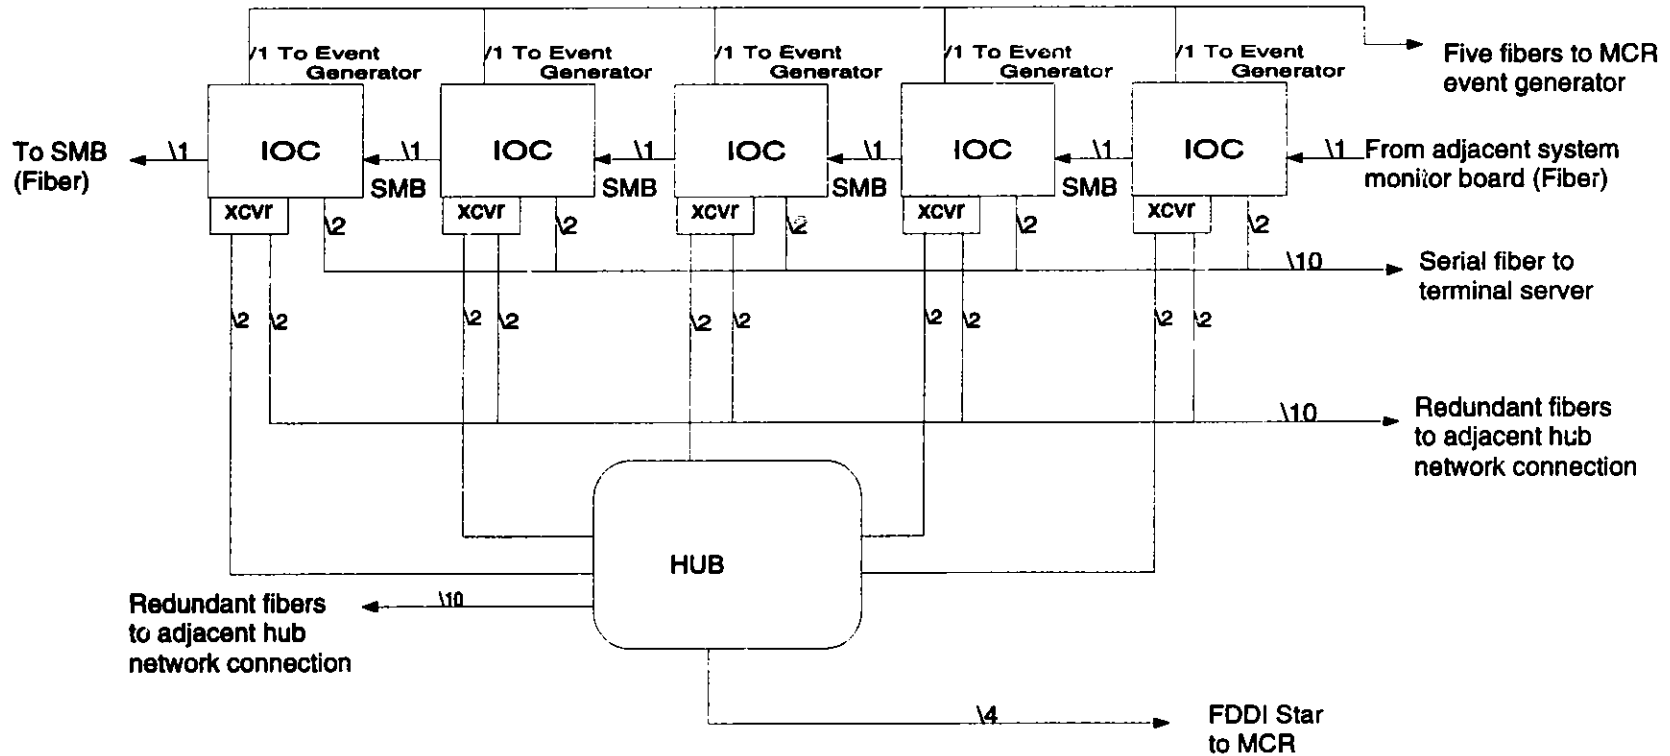 /1 To Event
Generator
/1 To Event
Generator
/1 To Event
Generator
/1 To Event
Generator
/1 To Event
Generator
Five fibers to MCR
event generator
To SMB
(Fiber)
\1
IOC
\1
SMB
IOC
\1
SMB
IOC
\1
SMB
IOC
\1
SMB
IOC
\1
From adjacent system
monitor board (Fiber)
xcvr
\2
xcvr
\2
xcvr
\2
xcvr
\2
xcvr
\2
\10
Serial fiber to
terminal server
\2
\2
\2
\2
\2
\2
\2
\2
\2
\2
\10
Redundant fibers
to adjacent hub
network connection
HUB
Redundant fibers
to adjacent hub
network connection
\10
\4
FDDI Star
to MCR